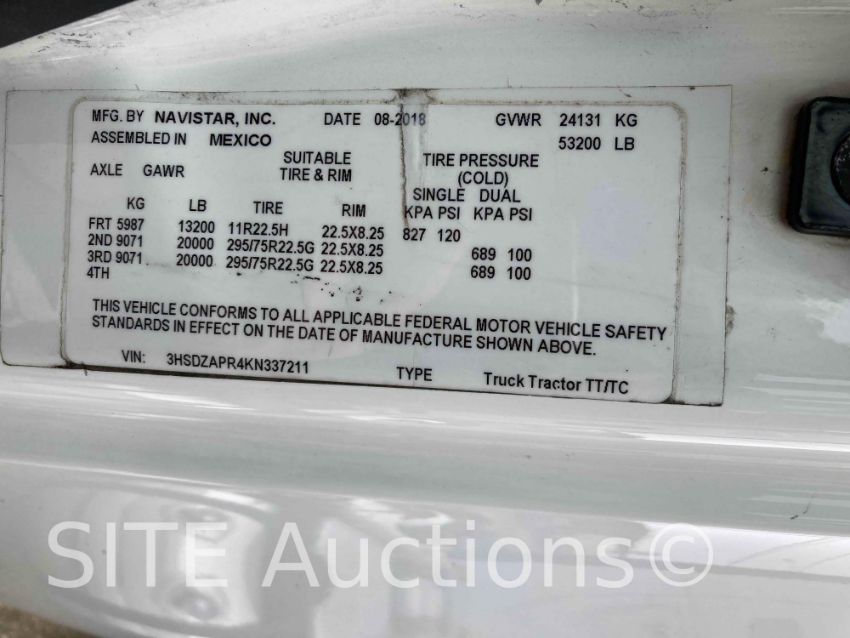 MFG. BY NAVISTAR, INC. DATE 08-2018 GVWR 24131 KG
ASSEMBLED IN MEXICO 53200 LB
AXLE GAWR SUITABLE TIRE PRESSURE
TIRE & RIM (COLD)
SINGLE DUAL
KG LB TIRE RIM KPA PSI KPA PSI
FRT 5987 13200 11R22.5H 22.5X8.25 827 120
2ND 9071 20000 295/75R22.5G 22.5X8.25 689 100
3RD 9071 20000 295/75R22.5G 22.5X8.25 689 100
4TH
THIS VEHICLE CONFORMS TO ALL APPLICABLE FEDERAL MOTOR VEHICLE SAFETY
STANDARDS IN EFFECT ON THE DATE OF MANUFACTURE SHOWN ABOVE.
VIN: 3HSDZAPR4KN337211 TYPE Truck Tractor TT/TC
SITE Auctions©